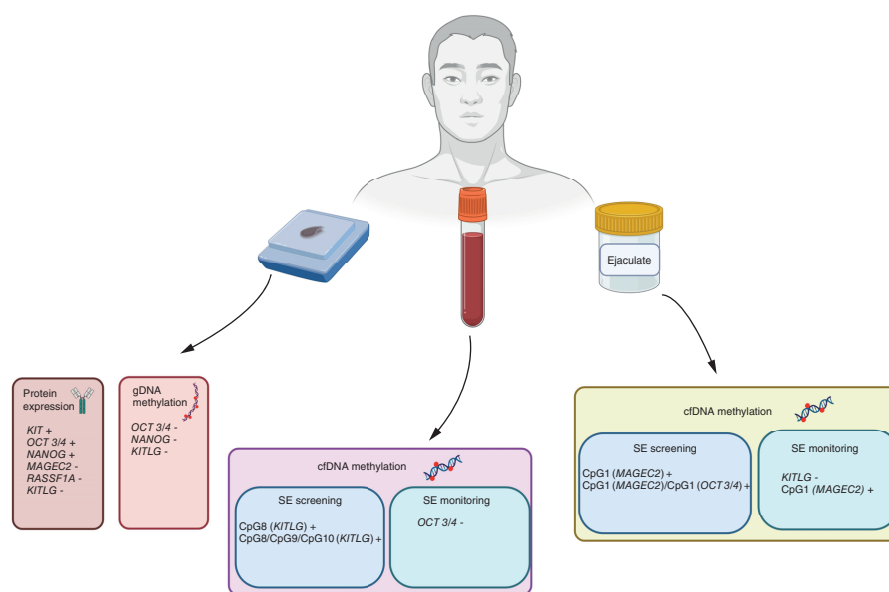 Ejaculate
Protein
expression
KIT +
OCT 3/4 +
NANOG +
MAGEC2 -
RASSF1A -
KITLG -
gDNA
methylation
OCT 3/4 -
NANOG -
KITLG -
cfDNA methylation
SE screening
CpG8 (KITLG) +
CpG8/CpG9/CpG10 (KITLG) +
SE monitoring
OCT 3/4 -
cfDNA methylation
SE screening
CpG1 (MAGEC2) +
CpG1 (MAGEC2)/CpG1 (OCT 3/4) +
SE monitoring
KITLG -
CpG1 (MAGEC2) +